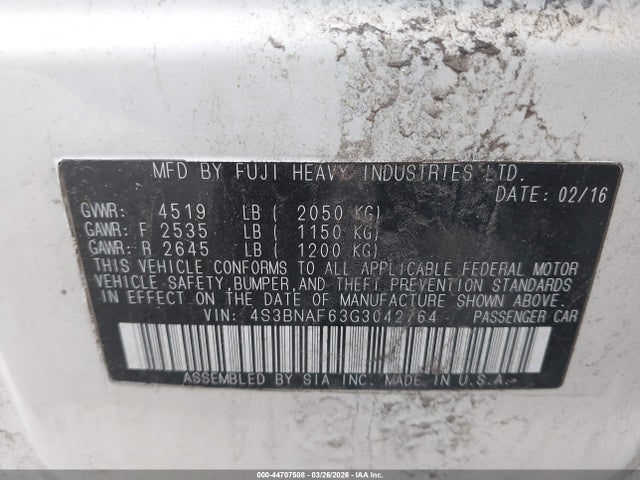 MFD BY FUJI HEAVY INDUSTRIES LTD.
DATE: 02/16
GVWR: 4519 LB ( 2050 KG)
GAWR: F 2535 LB ( 1150 KG)
GAWR: R 2645 LB ( 1200 KG)
THIS VEHICLE CONFORMS TO ALL APPLICABLE FEDERAL MOTOR
VEHICLE SAFETY, BUMPER, AND THEFT PREVENTION STANDARDS
IN EFFECT ON THE DATE OF MANUFACTURE SHOWN ABOVE.
VIN: 4S3BNAF63G3042764 PASSENGER CAR
ASSEMBLED BY SIA INC. MADE IN U.S.A.
000-44707508 | 03/26/2026 | Copyright © IAA, LLC